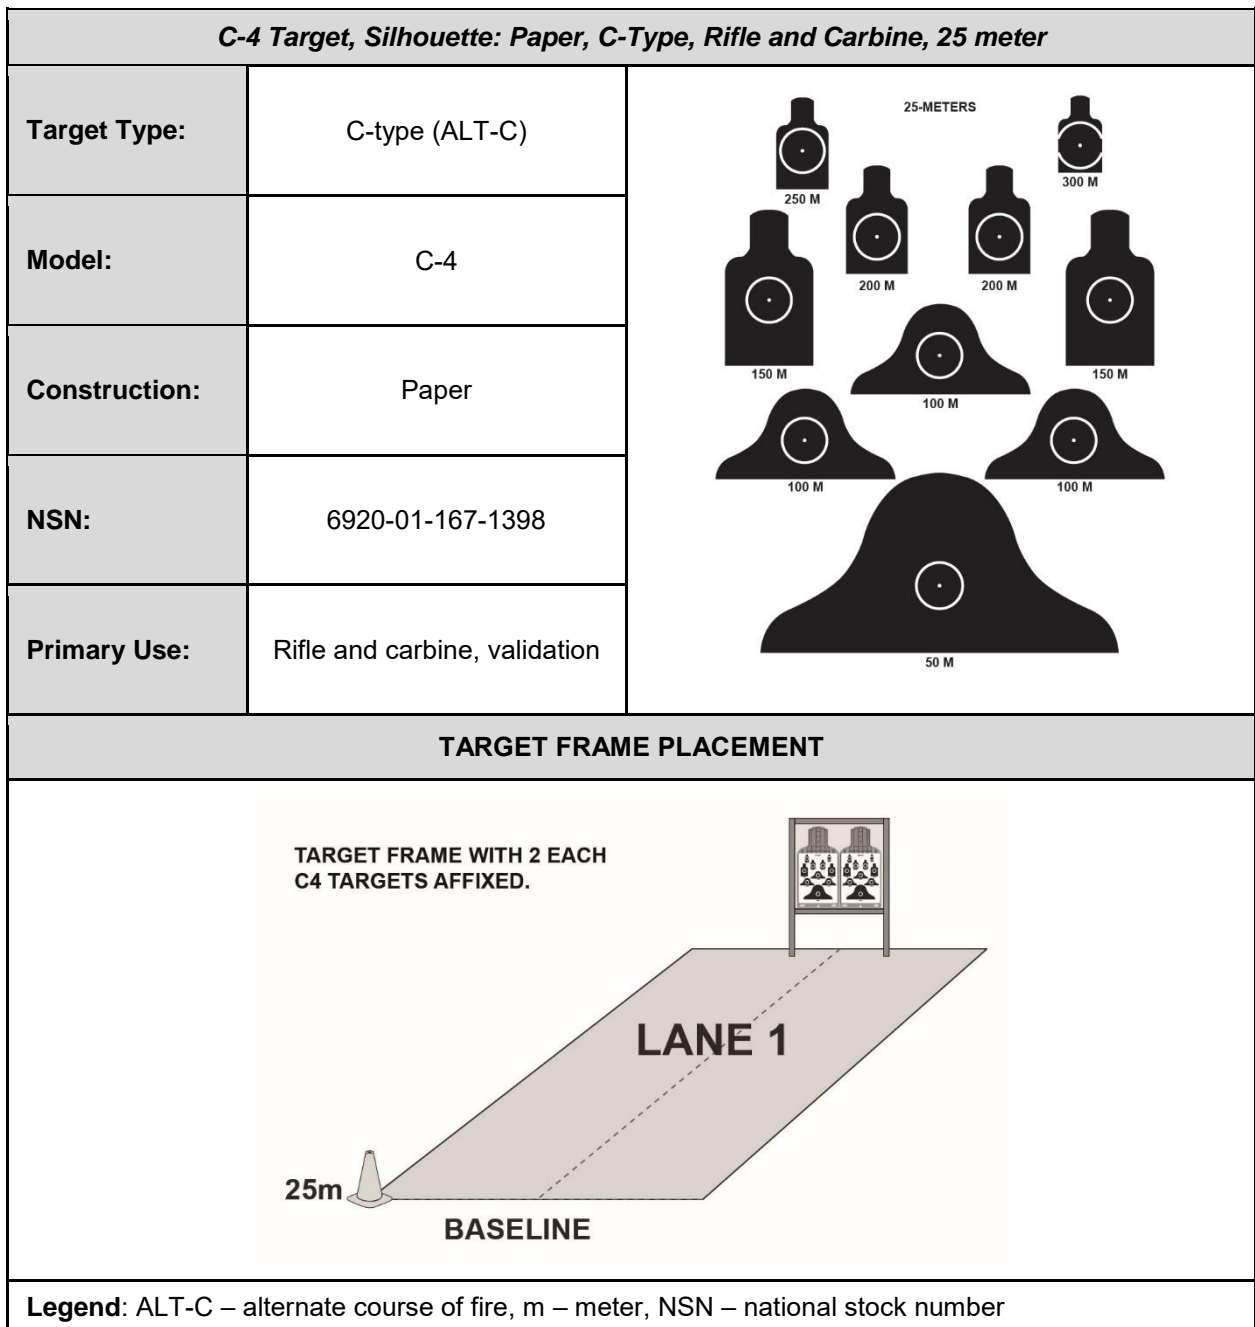 C-4 Target, Silhouette: Paper, C-Type, Rifle and Carbine, 25 meter
Target Type:
C-type (ALT-C)
Model:
C-4
Construction:
Paper
NSN:
6920-01-167-1398
Primary Use:
Rifle and carbine, validation
25-METERS
250 M
300 M
200 M
200 M
150 M
150 M
100 M
100 M
100 M
50 M
TARGET FRAME PLACEMENT
TARGET FRAME WITH 2 EACH
C4 TARGETS AFFIXED.
LANE 1
25m
BASELINE
Legend: ALT-C – alternate course of fire, m – meter, NSN – national stock number